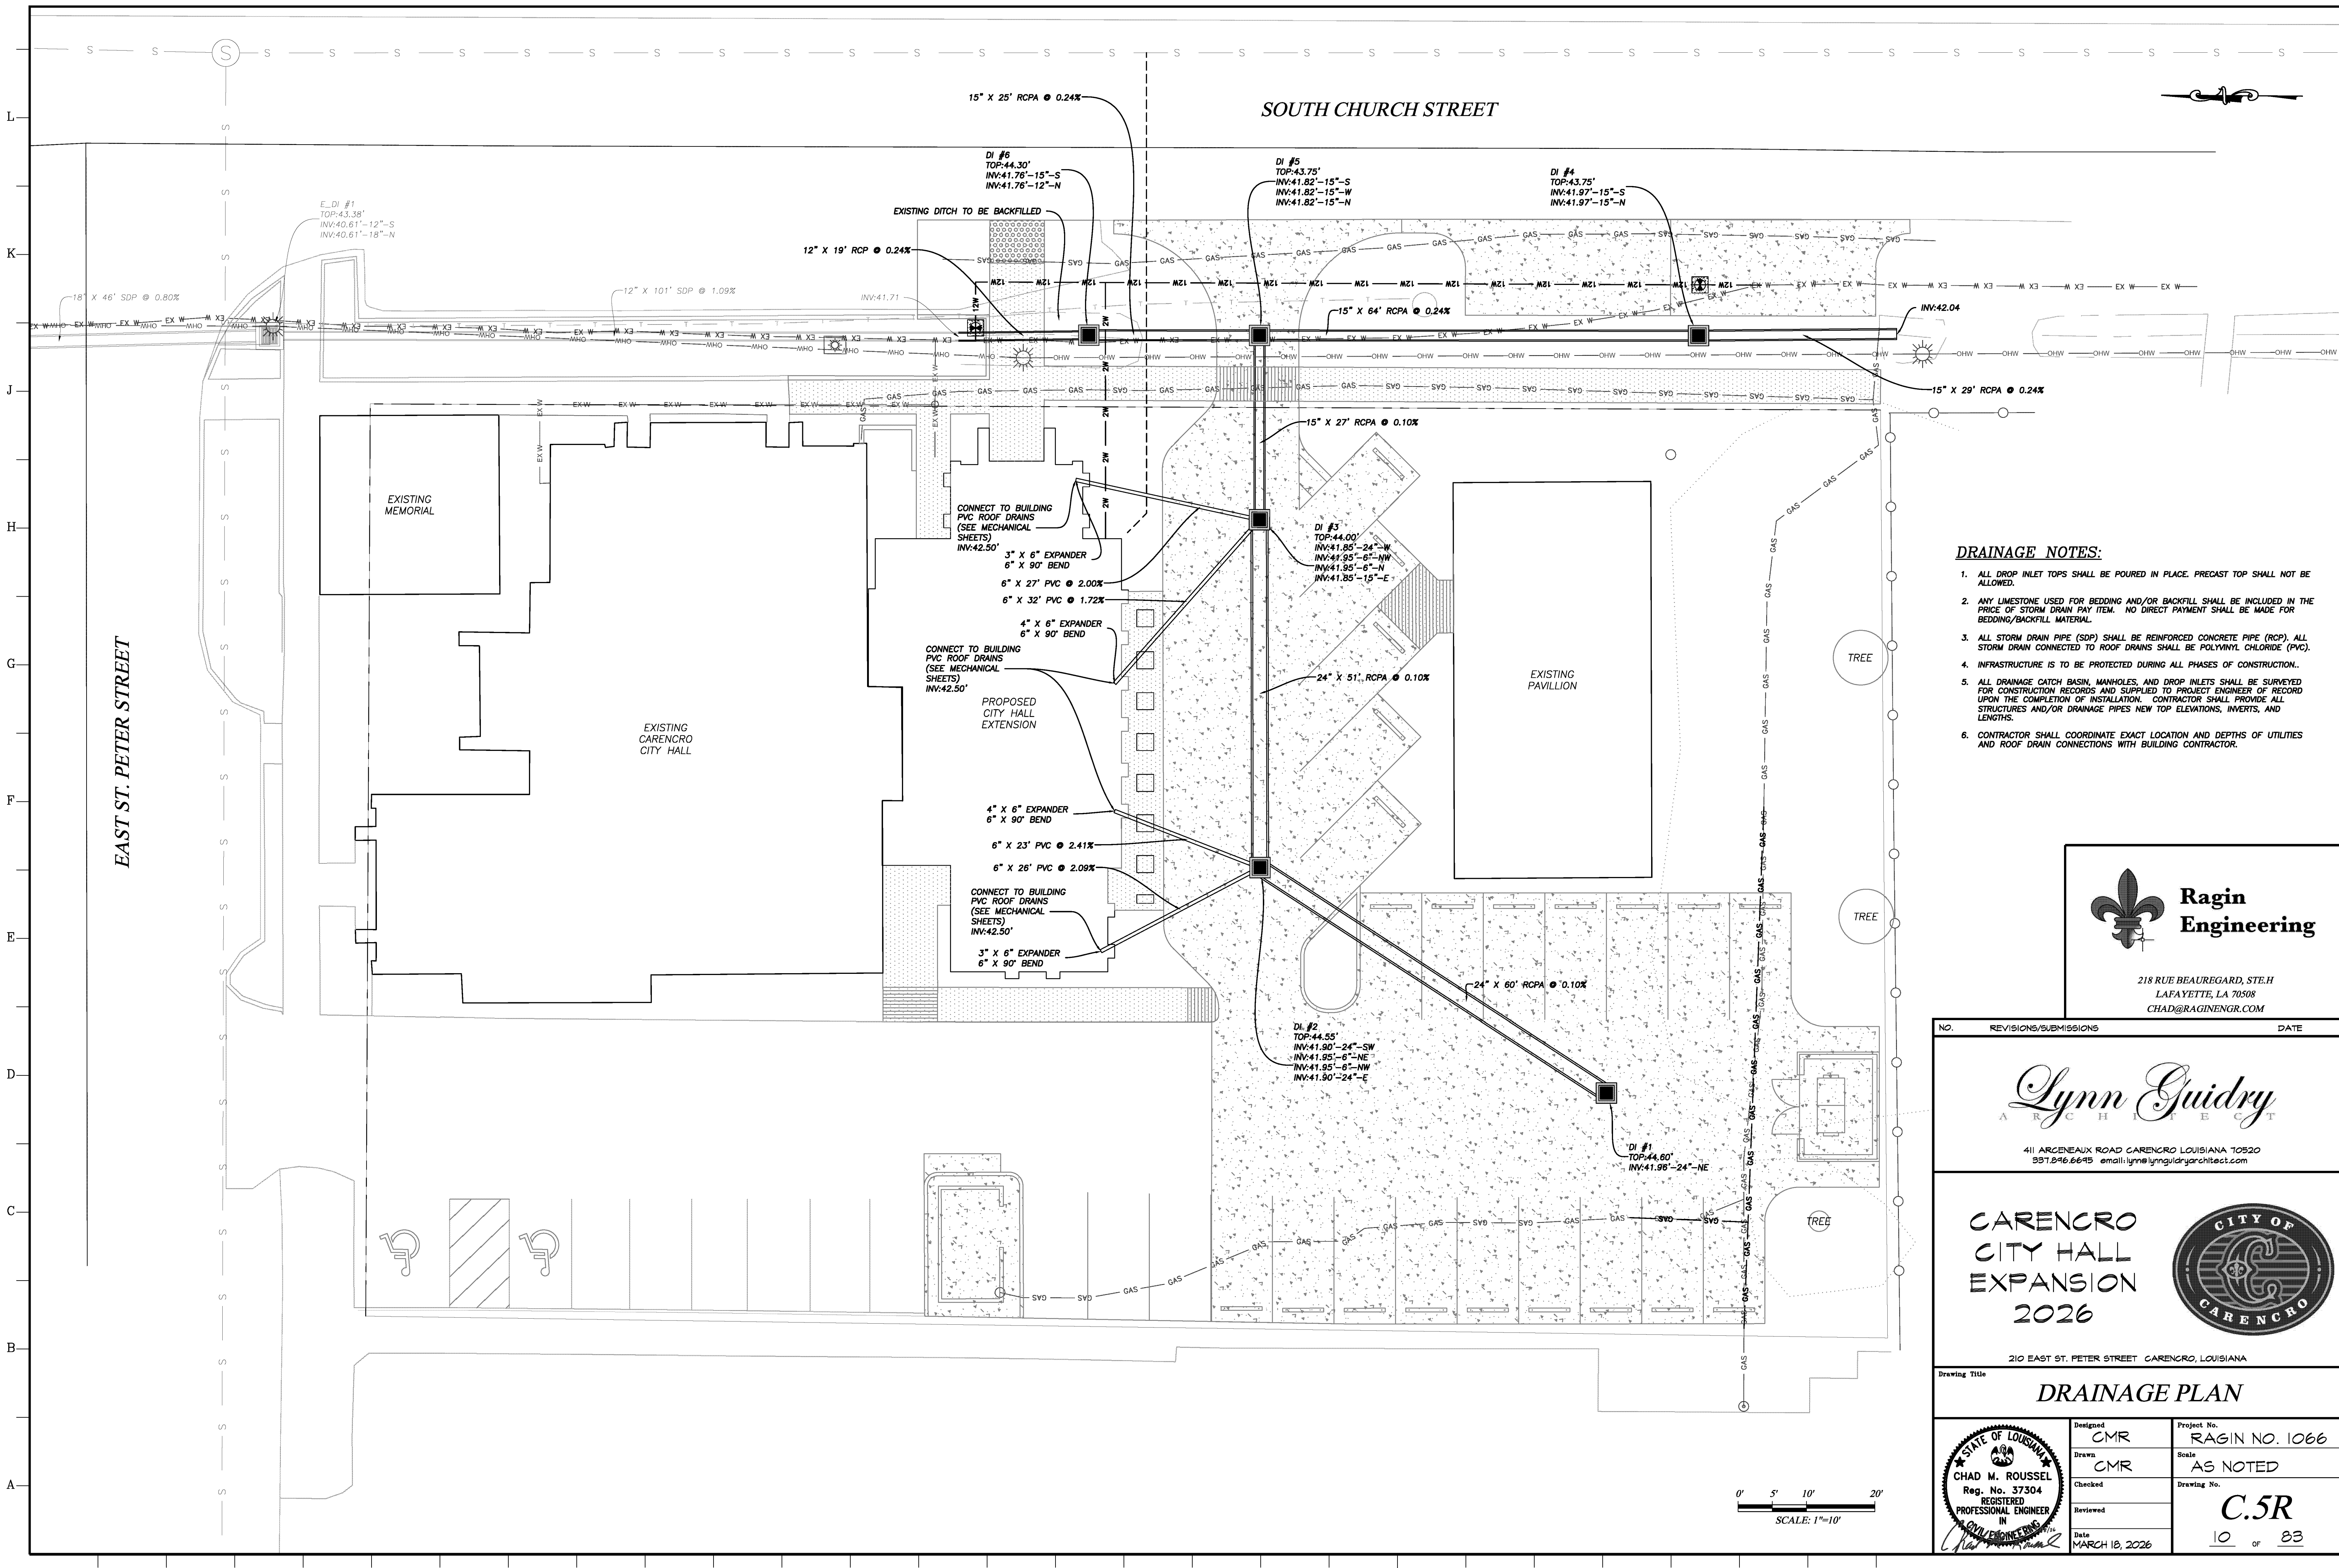 SOUTH CHURCH STREET
15" X 25' RCPA @ 0.24%
DI #6
TOP:44.30'
INV:41.76'-15"-S
INV:41.76'-12"-N
DI #5
TOP:43.75'
INV:41.82'-15"-S
INV:41.82'-15"-W
INV:41.82'-15"-N
DI #4
TOP:43.75'
INV:41.97'-15"-S
INV:41.97'-15"-N
E_DI #1
TOP:43.38'
INV:40.61'-12"-S
INV:40.61'-18"-N
EXISTING DITCH TO BE BACKFILLED
12" X 19' RCP @ 0.24%
18" X 46' SDP @ 0.80%
12" X 101' SDP @ 1.09%
INV:41.71
15" X 64' RCPA @ 0.24%
INV:42.04
15" X 29' RCPA @ 0.24%
15" X 27' RCPA @ 0.10%
EXISTING
MEMORIAL
CONNECT TO BUILDING
PVC ROOF DRAINS
(SEE MECHANICAL
SHEETS)
INV:42.50'
3" X 6" EXPANDER
6" X 90° BEND
6" X 27' PVC @ 2.00%
6" X 32' PVC @ 1.72%
4" X 6" EXPANDER
6" X 90° BEND
DI #3
TOP:44.00'
INV:41.85'-24"-W
INV:41.95'-6"-NW
INV:41.95'-6"-N
INV:41.85'-15"-E
CONNECT TO BUILDING
PVC ROOF DRAINS
(SEE MECHANICAL
SHEETS)
INV:42.50'
PROPOSED
CITY HALL
EXTENSION
EXISTING
CARENCRO
CITY HALL
24" X 51' RCPA @ 0.10%
EXISTING
PAVILLION
TREE
TREE
TREE
EAST ST. PETER STREET
4" X 6" EXPANDER
6" X 90° BEND
6" X 23' PVC @ 2.41%
6" X 26' PVC @ 2.09%
CONNECT TO BUILDING
PVC ROOF DRAINS
(SEE MECHANICAL
SHEETS)
INV:42.50'
3" X 6" EXPANDER
6" X 90° BEND
24" X 60' RCPA @ 0.10%
DI #2
TOP:44.55'
INV:41.90'-24"-SW
INV:41.95'-6"-NE
INV:41.95'-6"-NW
INV:41.90'-24"-E
DI #1
TOP:44.60'
INV:41.96'-24"-NE
0' 5' 10' 20'
SCALE: 1"=10'
L
K
J
H
G
F
E
D
C
B
A
DRAINAGE NOTES:
1. ALL DROP INLET TOPS SHALL BE POURED IN PLACE. PRECAST TOP SHALL NOT BE
ALLOWED.
2. ANY LIMESTONE USED FOR BEDDING AND/OR BACKFILL SHALL BE INCLUDED IN THE
PRICE OF STORM DRAIN PAY ITEM. NO DIRECT PAYMENT SHALL BE MADE FOR
BEDDING/BACKFILL MATERIAL.
3. ALL STORM DRAIN PIPE (SDP) SHALL BE REINFORCED CONCRETE PIPE (RCP). ALL
STORM DRAIN CONNECTED TO ROOF DRAINS SHALL BE POLYVINYL CHLORIDE (PVC).
4. INFRASTRUCTURE IS TO BE PROTECTED DURING ALL PHASES OF CONSTRUCTION..
5. ALL DRAINAGE CATCH BASIN, MANHOLES, AND DROP INLETS SHALL BE SURVEYED
FOR CONSTRUCTION RECORDS AND SUPPLIED TO PROJECT ENGINEER OF RECORD
UPON THE COMPLETION OF INSTALLATION. CONTRACTOR SHALL PROVIDE ALL
STRUCTURES AND/OR DRAINAGE PIPES NEW TOP ELEVATIONS, INVERTS, AND
LENGTHS.
6. CONTRACTOR SHALL COORDINATE EXACT LOCATION AND DEPTHS OF UTILITIES
AND ROOF DRAIN CONNECTIONS WITH BUILDING CONTRACTOR.
Ragin
Engineering
218 RUE BEAUREGARD, STE.H
LAFAYETTE, LA 70508
CHAD@RAGINENGR.COM
NO. REVISIONS/SUBMISSIONS DATE
Lynn Guidry
ARCHITECT
411 ARCENEAUX ROAD CARENCRO LOUISIANA 70520
337.896.6695 email: lynn@lynnguidryarchitect.com
CARENCRO
CITY HALL
EXPANSION
2026
CITY OF
C
CARENCRO
210 EAST ST. PETER STREET CARENCRO, LOUISIANA
Drawing Title
DRAINAGE PLAN
STATE OF LOUISIANA
CHAD M. ROUSSEL
Reg. No. 37304
REGISTERED
PROFESSIONAL ENGINEER
IN
CIVIL ENGINEERING
Designed
CMR
Drawn
CMR
Checked
Reviewed
Date
MARCH 18, 2026
Project No.
RAGIN NO. 1066
Scale
AS NOTED
Drawing No.
C.5R
10 OF 83